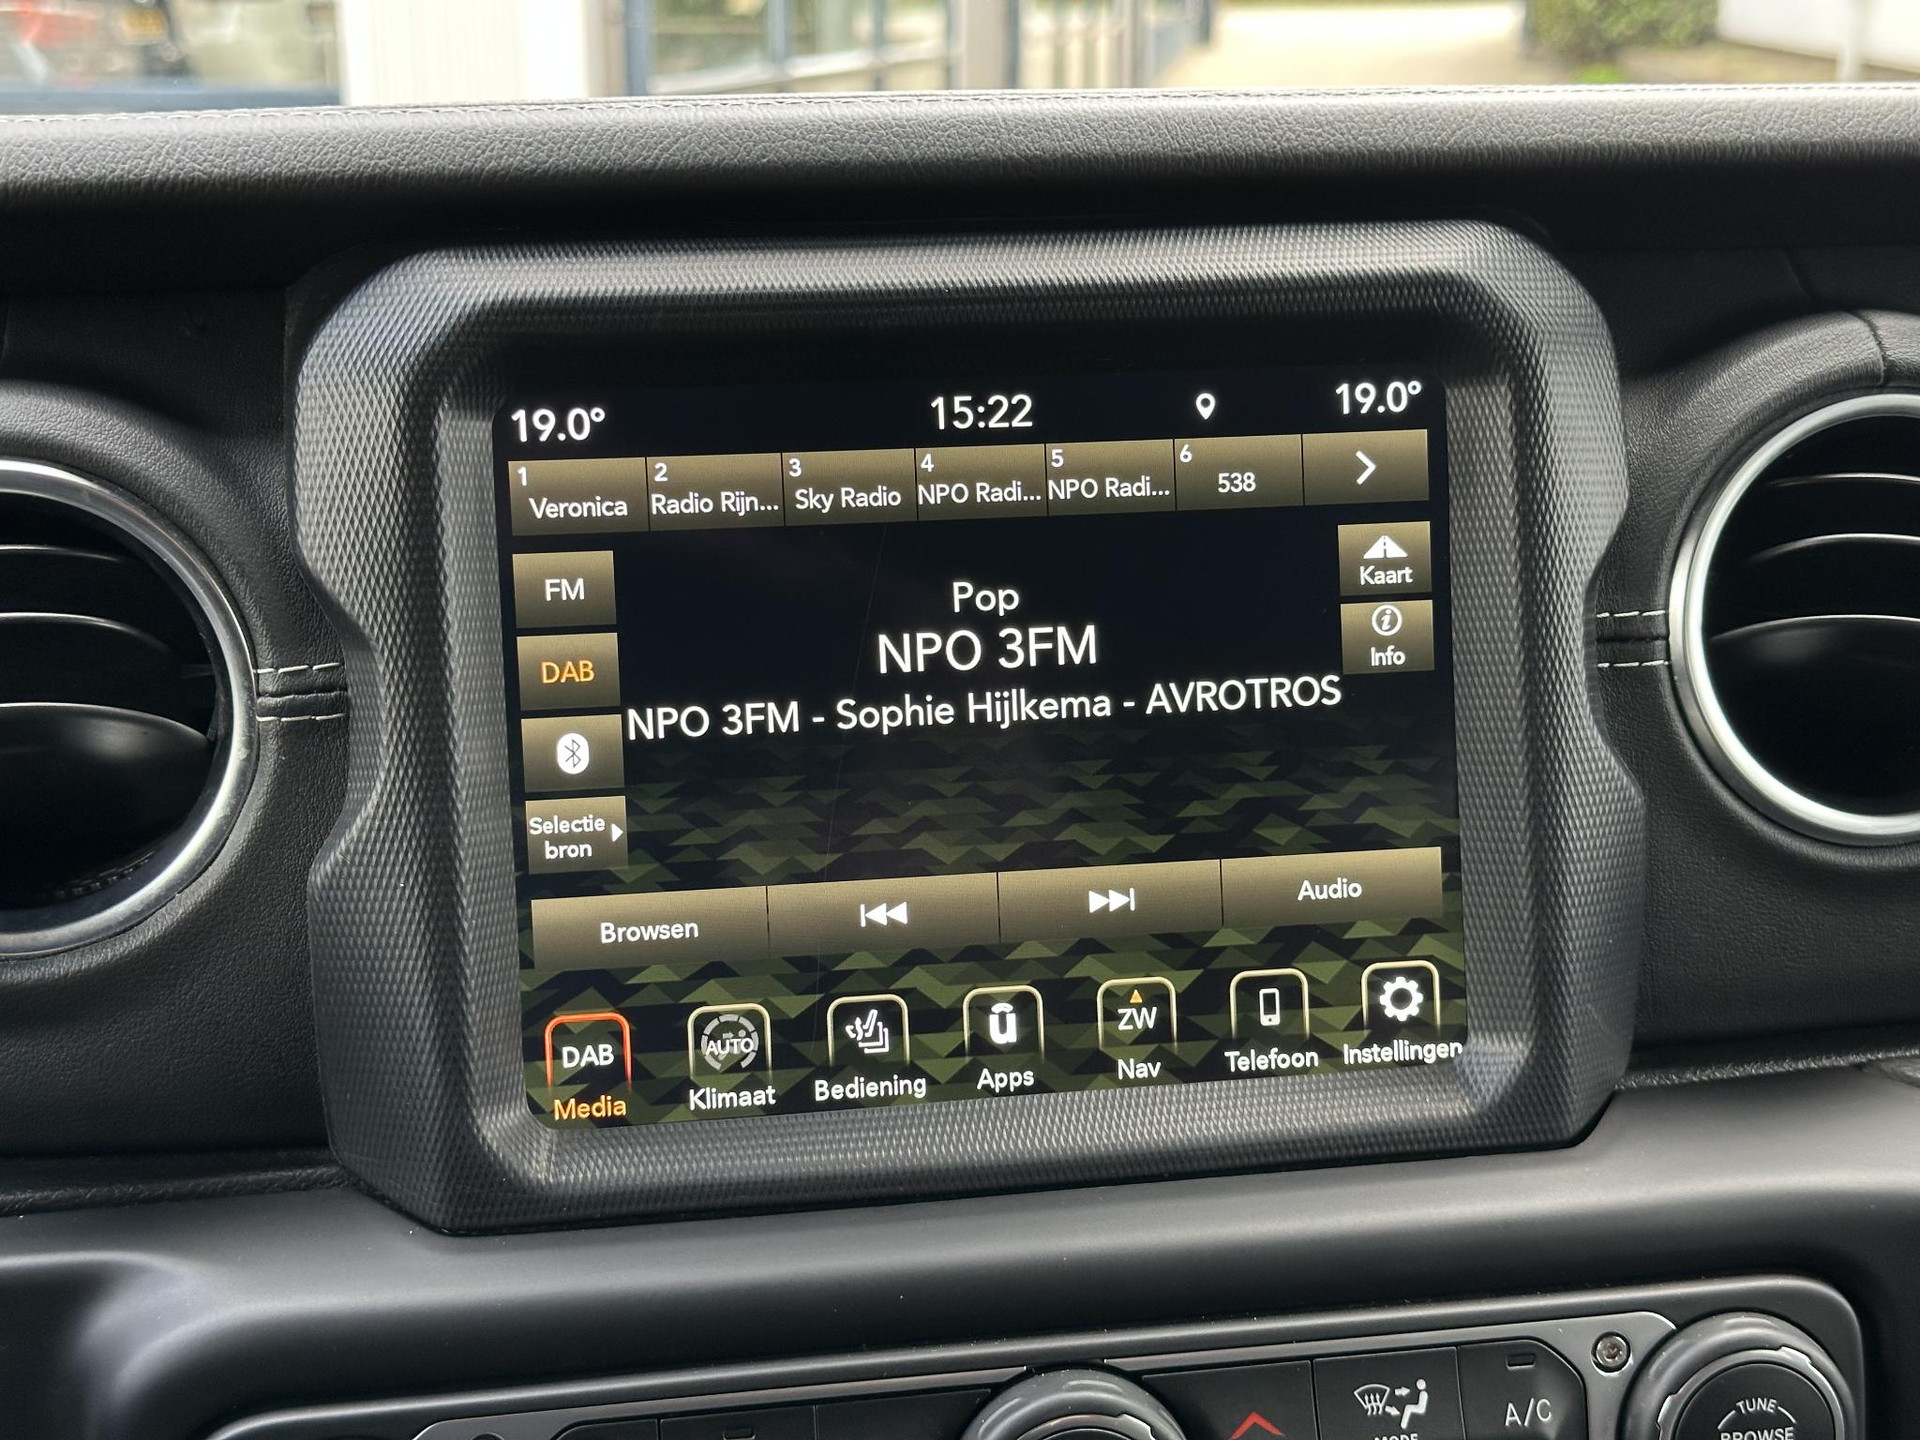 19.0° 15:22 19.0°
1 2 3 4 5 6
Veronica Radio Rijn... Sky Radio NPO Radi... NPO Radi... 538
FM
DAB
Selectie
bron
Pop
NPO 3FM
NPO 3FM - Sophie Hijlkema - AVROTROS
Kaart
Info
Browsen Audio
DAB AUTO ū ZW
Media Klimaat Bediening Apps Nav Telefoon Instellingen
MODE
A/C
TUNE
BROWSE